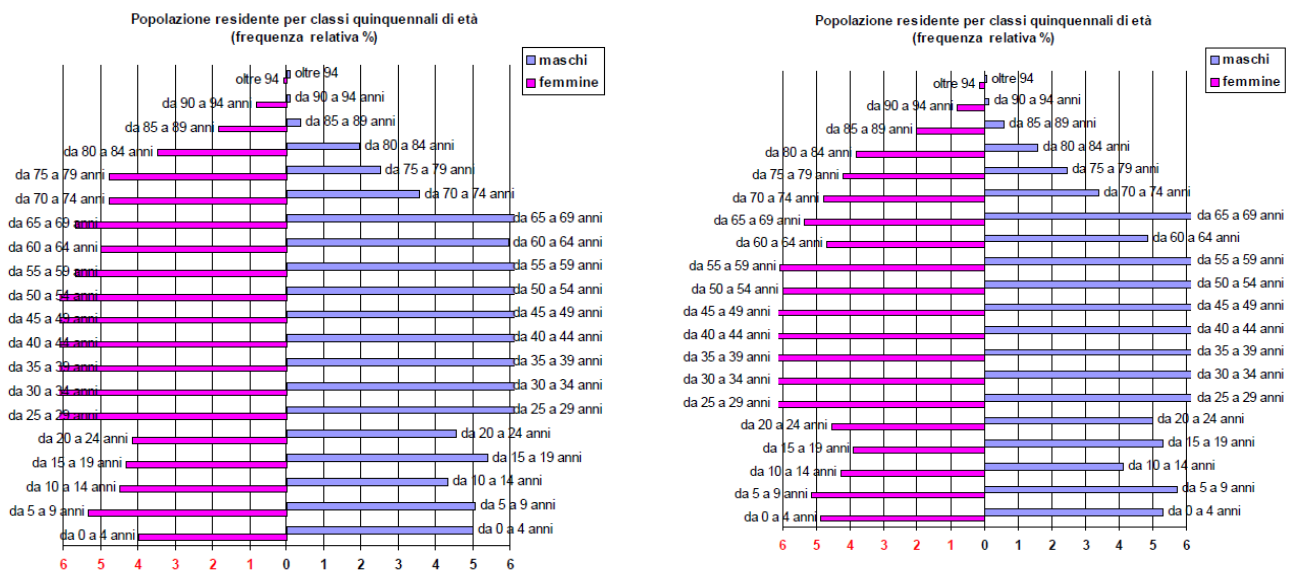 Popolazione residente per classi quinquennali di età
(frequenza relativa %)
maschi
femmine
oltre 94 oltre 94
da 90 a 94 anni da 90 a 94 anni
da 85 a 89 anni da 85 a 89 anni
da 80 a 84 anni da 80 a 84 anni
da 75 a 79 anni da 75 a 79 anni
da 70 a 74 anni da 70 a 74 anni
da 65 a 69 anni da 65 a 69 anni
da 60 a 64 anni da 60 a 64 anni
da 55 a 59 anni da 55 a 59 anni
da 50 a 54 anni da 50 a 54 anni
da 45 a 49 anni da 45 a 49 anni
da 40 a 44 anni da 40 a 44 anni
da 35 a 39 anni da 35 a 39 anni
da 30 a 34 anni da 30 a 34 anni
da 25 a 29 anni da 25 a 29 anni
da 20 a 24 anni da 20 a 24 anni
da 15 a 19 anni da 15 a 19 anni
da 10 a 14 anni da 10 a 14 anni
da 5 a 9 anni da 5 a 9 anni
da 0 a 4 anni da 0 a 4 anni
6 5 4 3 2 1 0 1 2 3 4 5 6
Popolazione residente per classi quinquennali di età
(frequenza relativa %)
maschi
femmine
oltre 94 oltre 94
da 90 a 94 anni da 90 a 94 anni
da 85 a 89 anni da 85 a 89 anni
da 80 a 84 anni da 80 a 84 anni
da 75 a 79 anni da 75 a 79 anni
da 70 a 74 anni da 70 a 74 anni
da 65 a 69 anni da 65 a 69 anni
da 60 a 64 anni da 60 a 64 anni
da 55 a 59 anni da 55 a 59 anni
da 50 a 54 anni da 50 a 54 anni
da 45 a 49 anni da 45 a 49 anni
da 40 a 44 anni da 40 a 44 anni
da 35 a 39 anni da 35 a 39 anni
da 30 a 34 anni da 30 a 34 anni
da 25 a 29 anni da 25 a 29 anni
da 20 a 24 anni da 20 a 24 anni
da 15 a 19 anni da 15 a 19 anni
da 10 a 14 anni da 10 a 14 anni
da 5 a 9 anni da 5 a 9 anni
da 0 a 4 anni da 0 a 4 anni
6 5 4 3 2 1 0 1 2 3 4 5 6